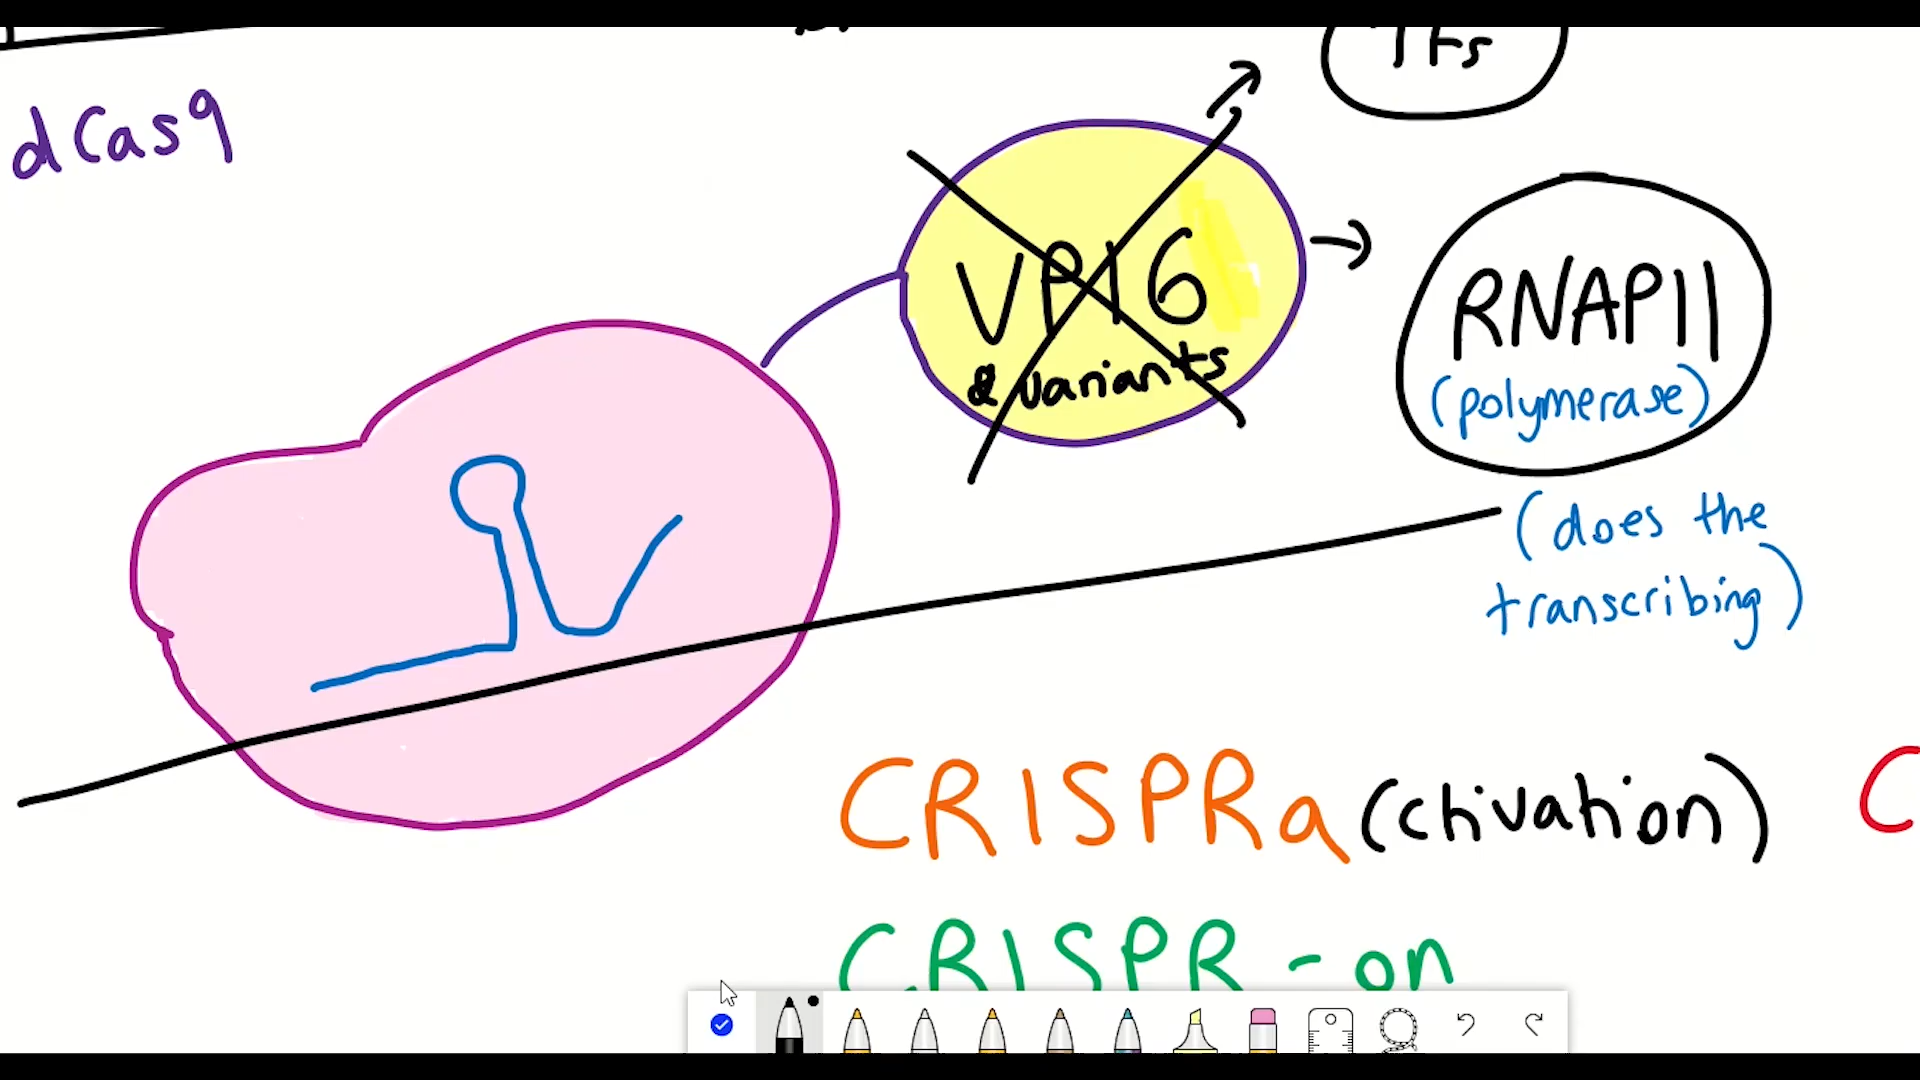 TFs
dCas9
VP16
& variants
RNAPII
(polymerase)
(does the
transcribing)
CRISPRa (ctivation)
C
CRISPR-on